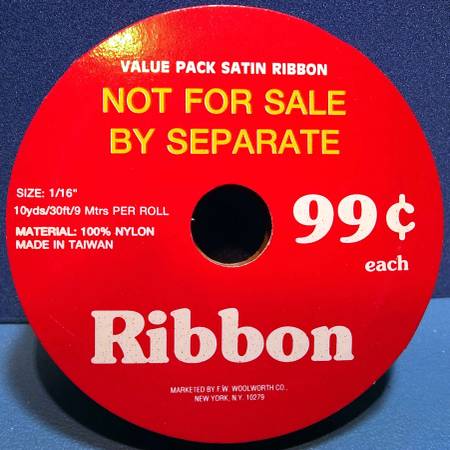 VALUE PACK SATIN RIBBON
NOT FOR SALE
BY SEPARATE
SIZE: 1/16"
10yds/30ft/9 Mtrs PER ROLL
MATERIAL: 100% NYLON
MADE IN TAIWAN
99¢
each
Ribbon
MARKETED BY F.W. WOOLWORTH CO.,
NEW YORK, N.Y. 10279